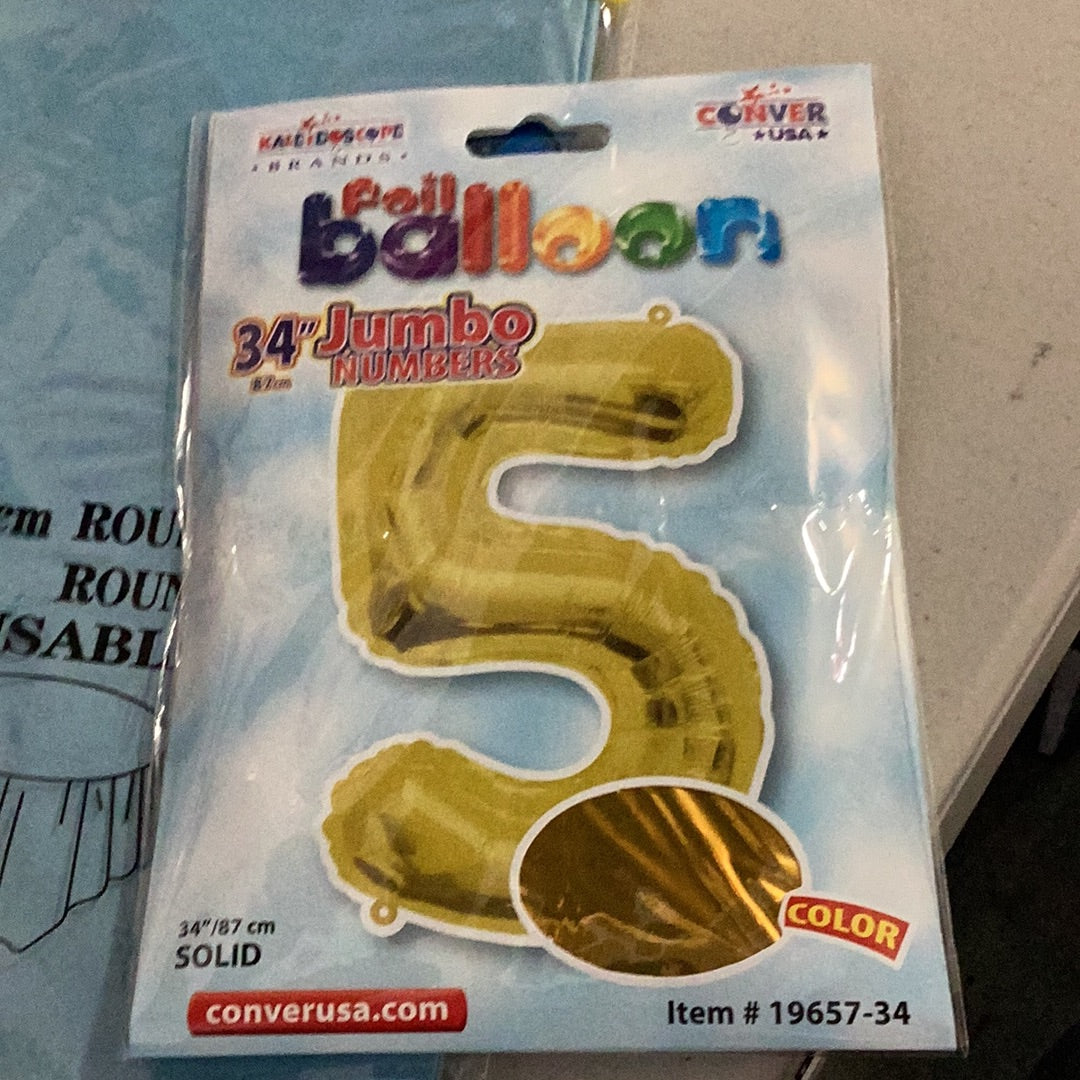 KALEIDOSCOPE
BRANDS
CONVER
USA
foil
balloon
34" Jumbo
87cm NUMBERS
5
cm ROU
ROUN
USABL
COLOR
34"/87 cm
SOLID
converusa.com
Item # 19657-34